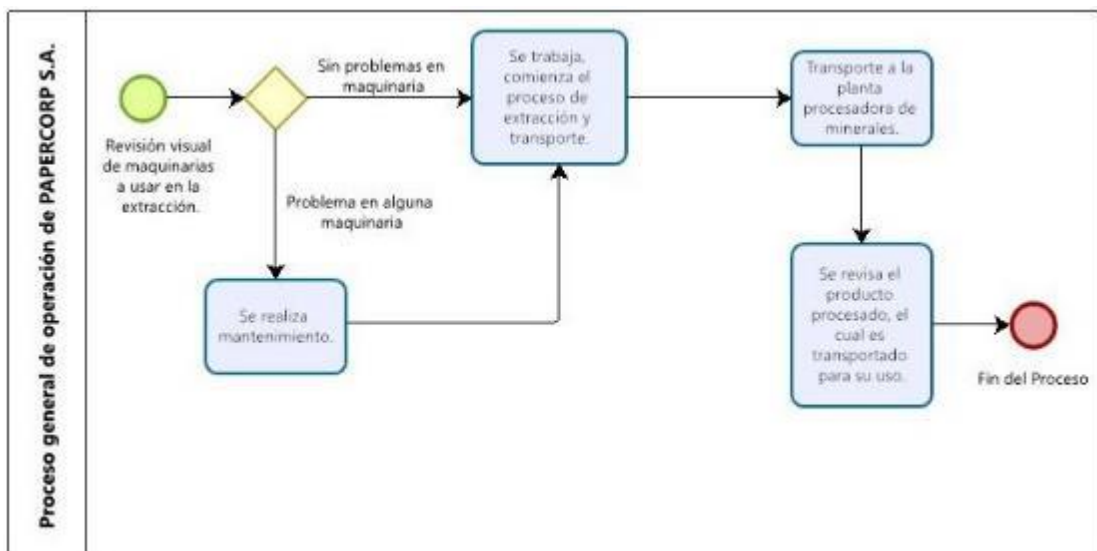 Proceso general de operación de PAPERCORP S.A.
Revisión visual
de maquinarias
a usar en la
extracción.
Sin problemas en
maquinaria
Problema en alguna
maquinaria
Se realiza
mantenimiento.
Se trabaja,
comienza el
proceso de
extracción y
transporte.
Transporte a la
planta
procesadora de
minerales.
Se revisa el
producto
procesado, el
cual es
transportado
para su uso.
Fin del Proceso